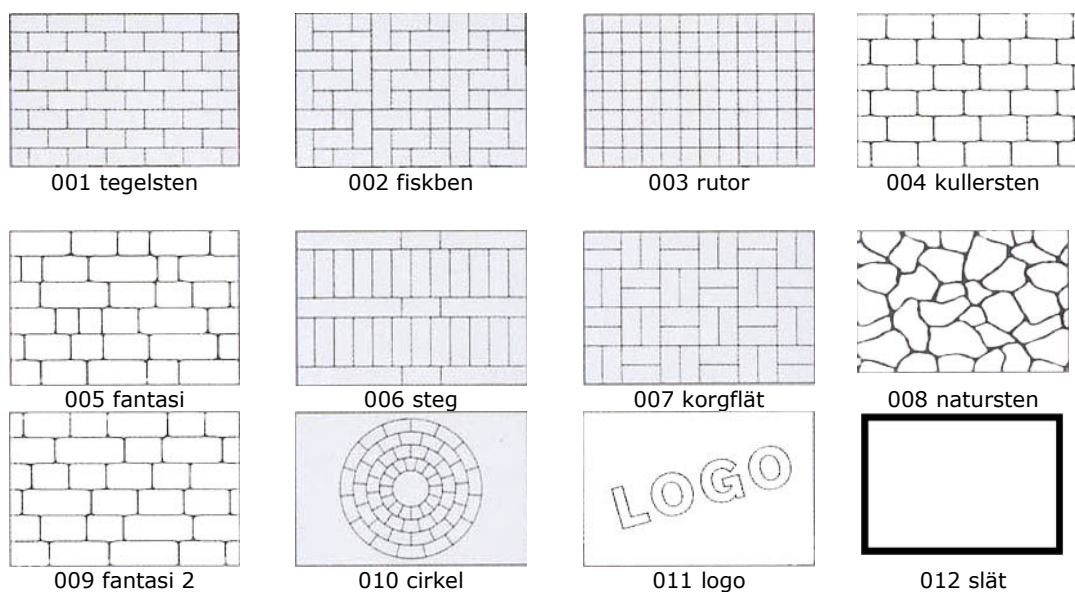 001 tegelsten
002 fiskben
003 rutor
004 kullersten
005 fantasi
006 steg
007 korgflät
008 natursten
009 fantasi 2
010 cirkel
LOGO
011 logo
012 slät